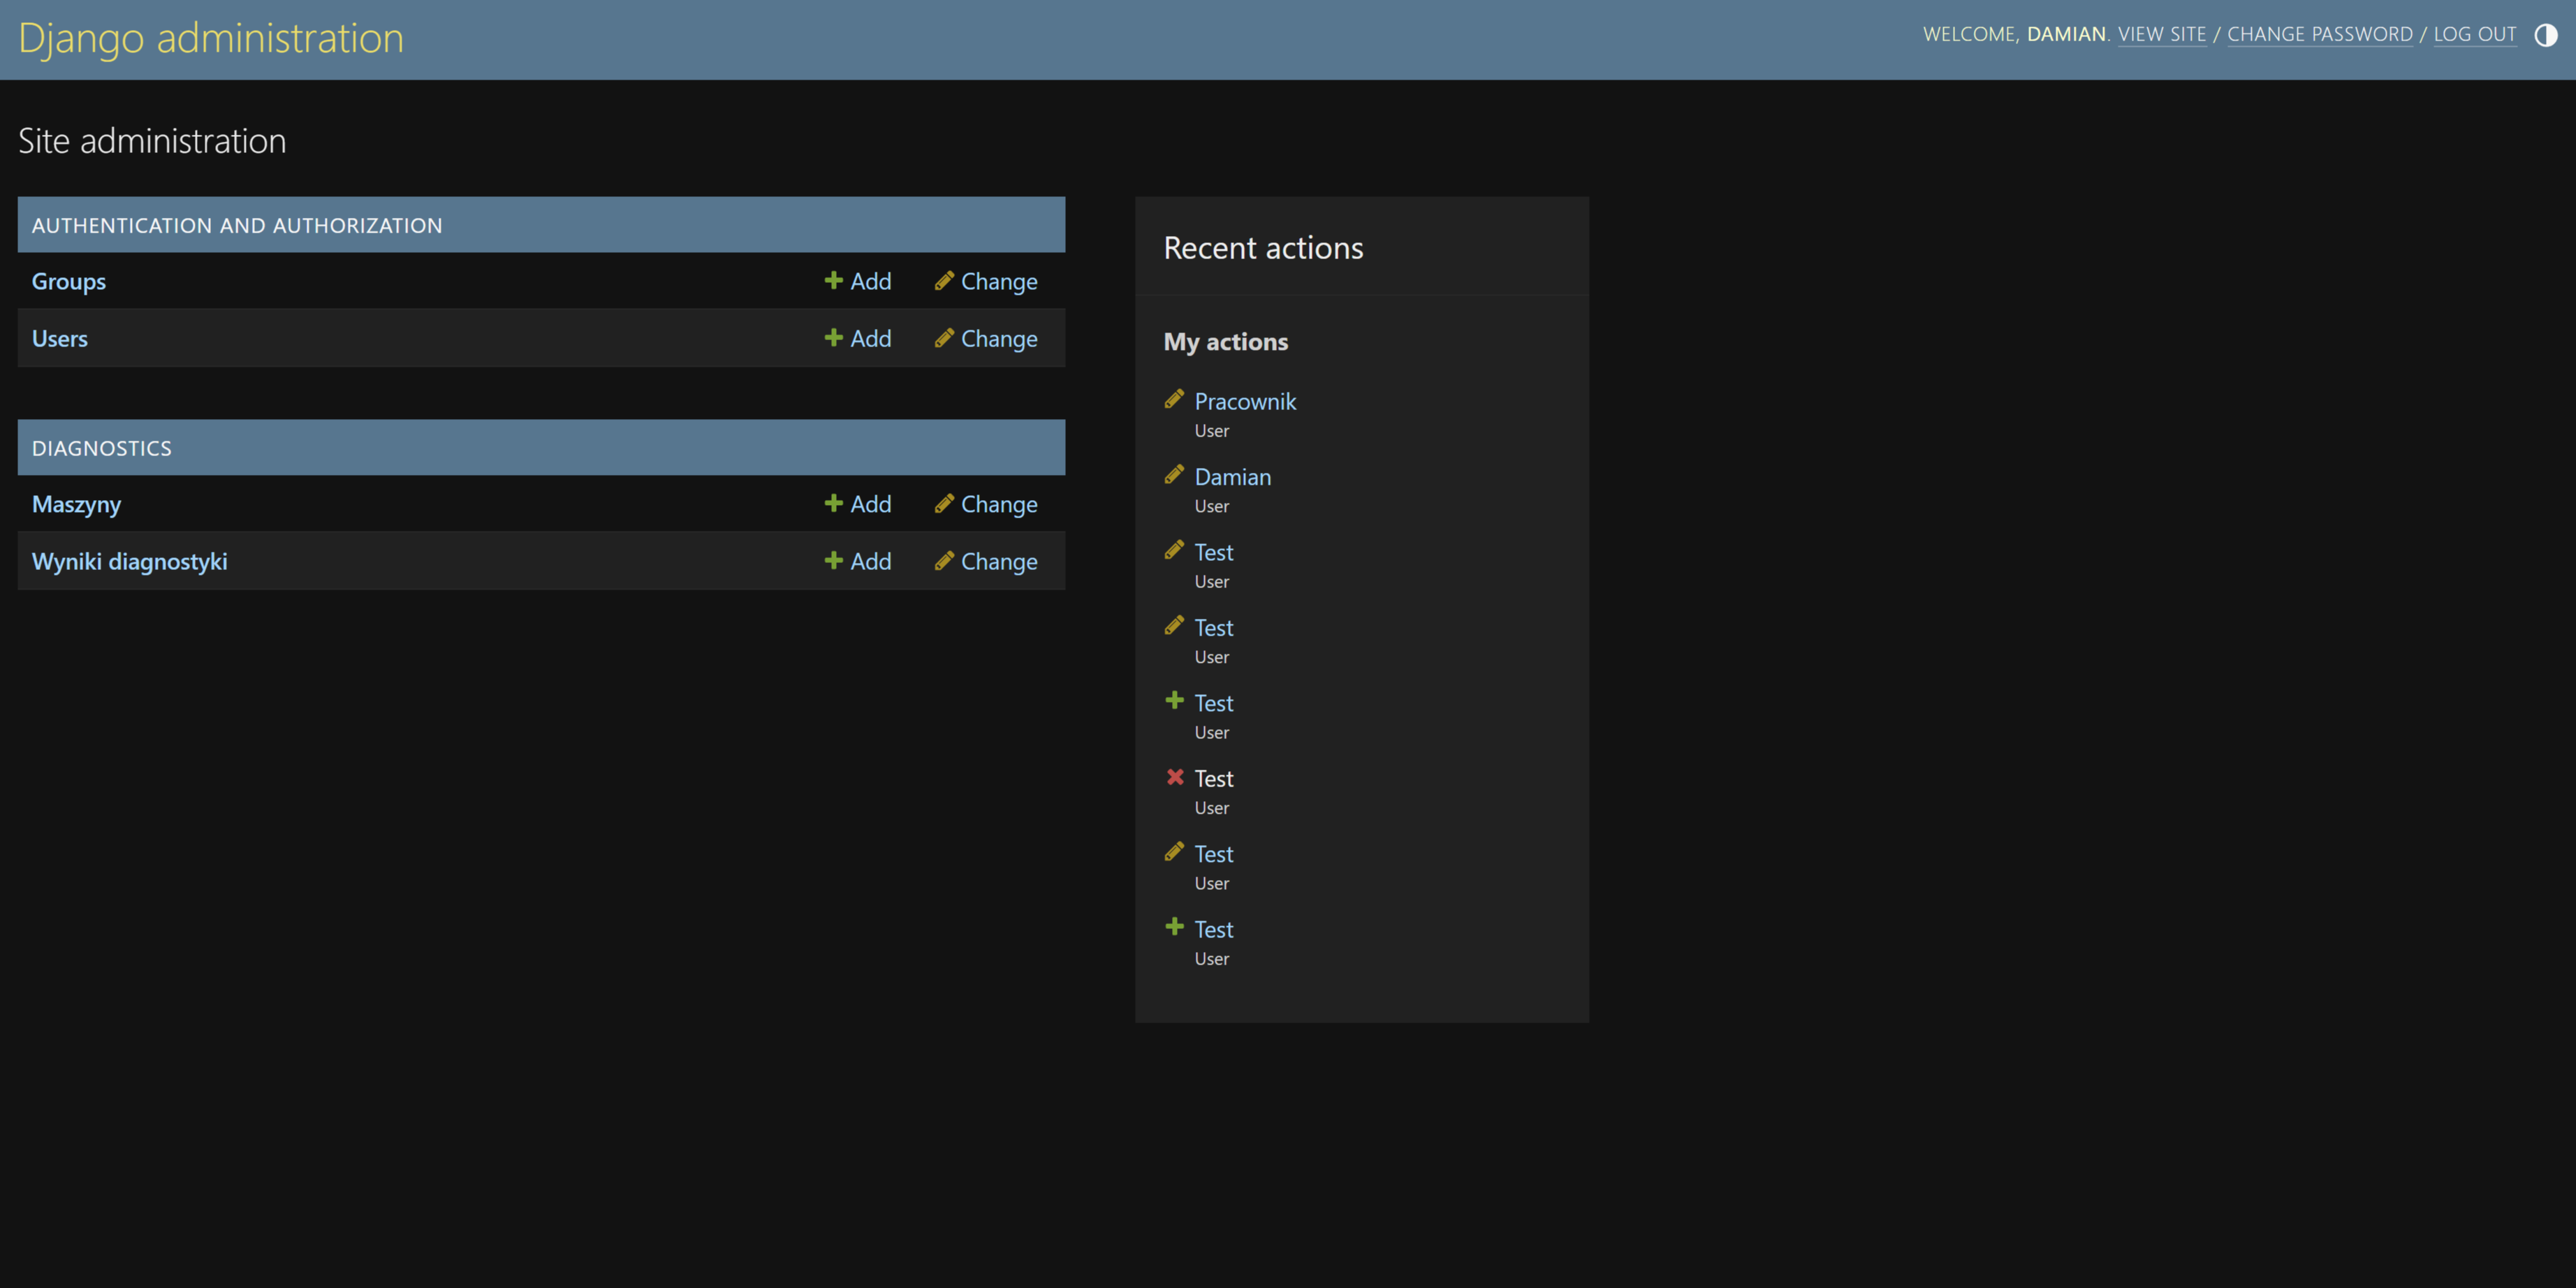 Django administration
WELCOME, DAMIAN. VIEW SITE / CHANGE PASSWORD / LOG OUT
Site administration
AUTHENTICATION AND AUTHORIZATION
Groups Add Change
Users Add Change
DIAGNOSTICS
Maszyny Add Change
Wyniki diagnostyki Add Change
Recent actions
My actions
Pracownik
User
Damian
User
Test
User
Test
User
Test
User
Test
User
Test
User
Test
User